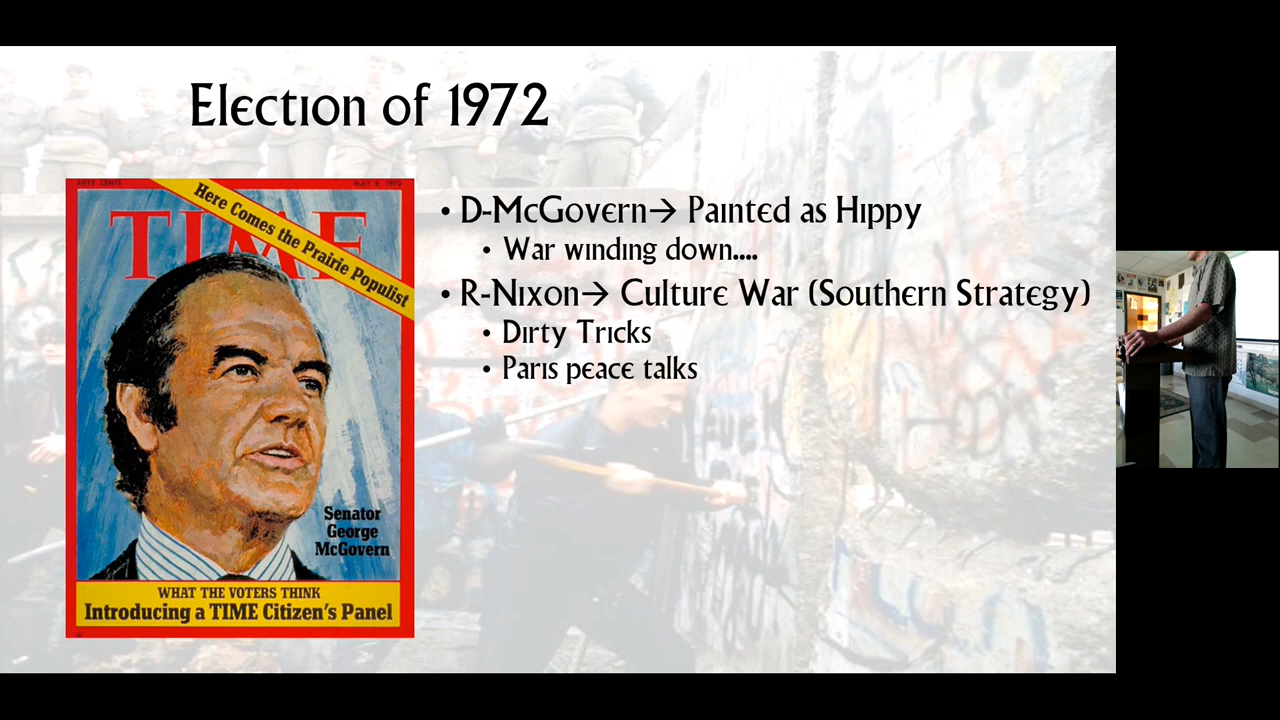 Election of 1972
FIFTY CENTS
MAY 8, 1972
Here Comes the Prairie Populist
TIME
Senator
George
McGovern
WHAT THE VOTERS THINK
Introducing a TIME Citizen's Panel
• D-McGovern→ Painted as Hippy
• War winding down....
• R-Nixon→ Culture War (Southern Strategy)
• Dirty Tricks
• Paris peace talks